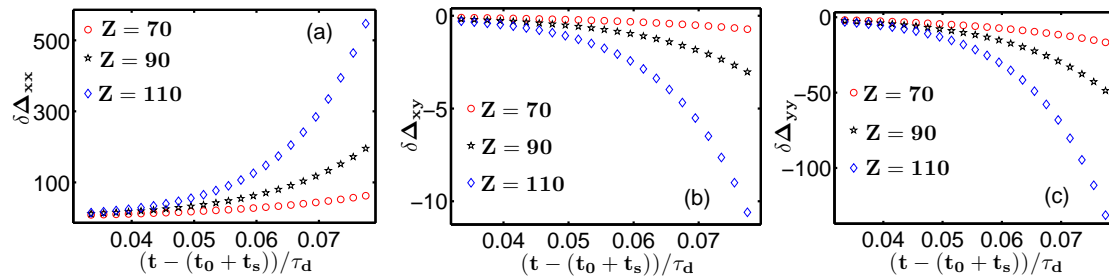 500
300
100
δΔxx
Z = 70
Z = 90
Z = 110
(a)
0.04 0.05 0.06 0.07
(t − (t0 + ts))/τd
0
−5
−10
δΔxy
Z = 70
Z = 90
Z = 110
(b)
0.04 0.05 0.06 0.07
(t − (t0 + ts))/τd
0
−50
−100
δΔyy
Z = 70
Z = 90
Z = 110
(c)
0.04 0.05 0.06 0.07
(t − (t0 + ts))/τd